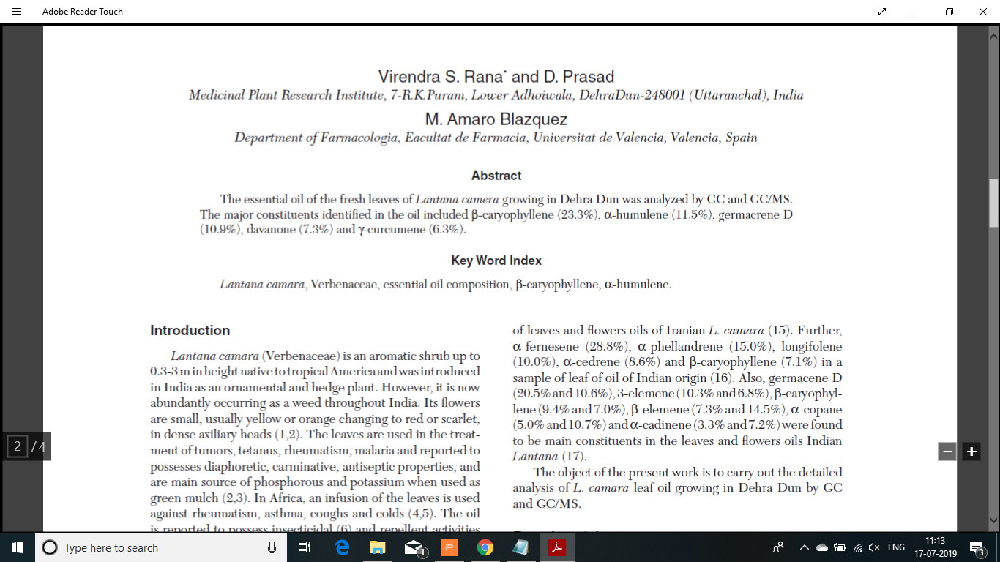 Adobe Reader Touch
Virendra S. Rana* and D. Prasad
Medicinal Plant Research Institute, 7-R.K.Puram, Lower Adhoiwala, DehraDun-248001 (Uttaranchal), India
M. Amaro Blazquez
Department of Farmacologia, Eacultat de Farmacia, Universitat de Valencia, Valencia, Spain
Abstract
The essential oil of the fresh leaves of Lantana camera growing in Dehra Dun was analyzed by GC and GC/MS.
The major constituents identified in the oil included β-caryophyllene (23.3%), α-humulene (11.5%), germacrene D
(10.9%), davanone (7.3%) and γ-curcumene (6.3%).
Key Word Index
Lantana camara, Verbenaceae, essential oil composition, β-caryophyllene, α-humulene.
Introduction
Lantana camara (Verbenaceae) is an aromatic shrub up to
0.3-3 m in height native to tropical America and was introduced
in India as an ornamental and hedge plant. However, it is now
abundantly occurring as a weed throughout India. Its flowers
are small, usually yellow or orange changing to red or scarlet,
in dense axiliary heads (1,2). The leaves are used in the treat-
ment of tumors, tetanus, rheumatism, malaria and reported to
possesses diaphoretic, carminative, antiseptic properties, and
are main source of phosphorous and potassium when used as
green mulch (2,3). In Africa, an infusion of the leaves is used
against rheumatism, asthma, coughs and colds (4,5). The oil
is reported to possess insecticidal (6) and repellent activities
of leaves and flowers oils of Iranian L. camara (15). Further,
α-fernesene (28.8%), α-phellandrene (15.0%), longifolene
(10.0%), α-cedrene (8.6%) and β-caryophyllene (7.1%) in a
sample of leaf of oil of Indian origin (16). Also, germacene D
(20.5% and 10.6%), 3-elemene (10.3% and 6.8%), β-caryophyl-
lene (9.4% and 7.0%), β-elemene (7.3% and 14.5%), α-copane
(5.0% and 10.7%) and α-cadinene (3.3% and 7.2%) were found
to be main constituents in the leaves and flowers oils Indian
Lantana (17).
The object of the present work is to carry out the detailed
analysis of L. camara leaf oil growing in Dehra Dun by GC
and GC/MS.
2 / 4
Type here to search
1
ENG
11:13
17-07-2019
3